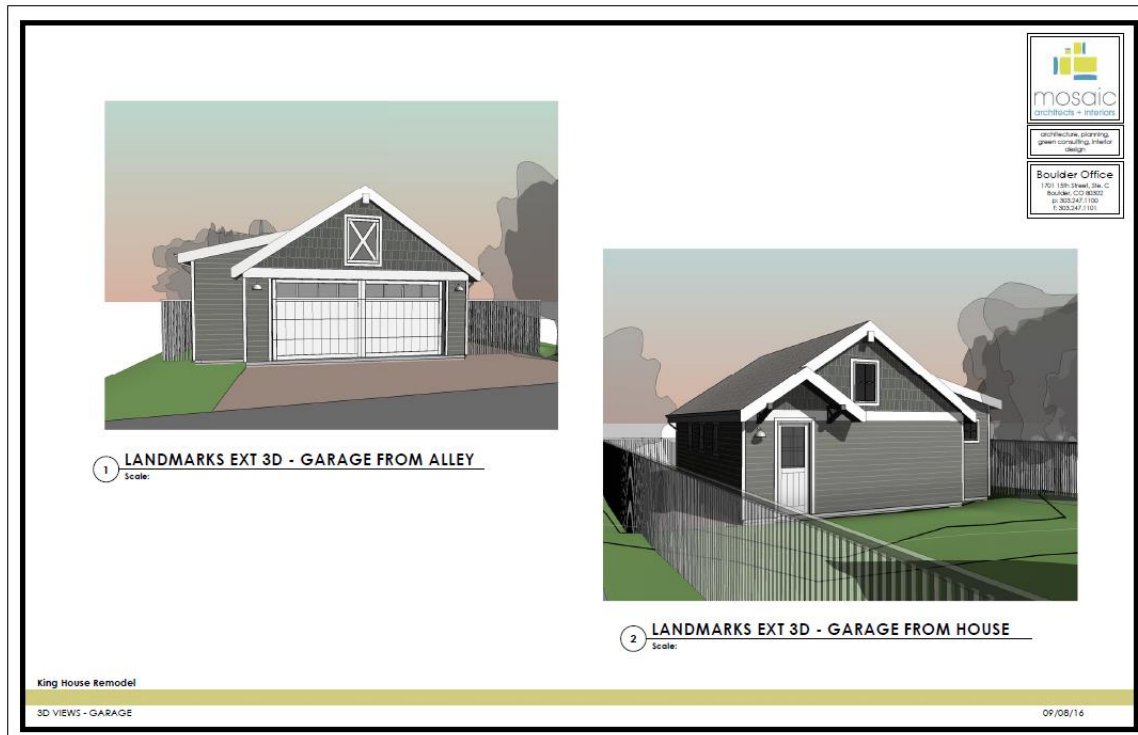 mosaic
architects + interiors
architecture, planning,
green consulting, interior
design
Boulder Office
1701 15th Street, Ste. C
Boulder, CO 80302
p: 303.247.1100
f: 303.247.1101
1 LANDMARKS EXT 3D - GARAGE FROM ALLEY
Scale:
2 LANDMARKS EXT 3D - GARAGE FROM HOUSE
Scale:
King House Remodel
3D VIEWS - GARAGE
09/08/16